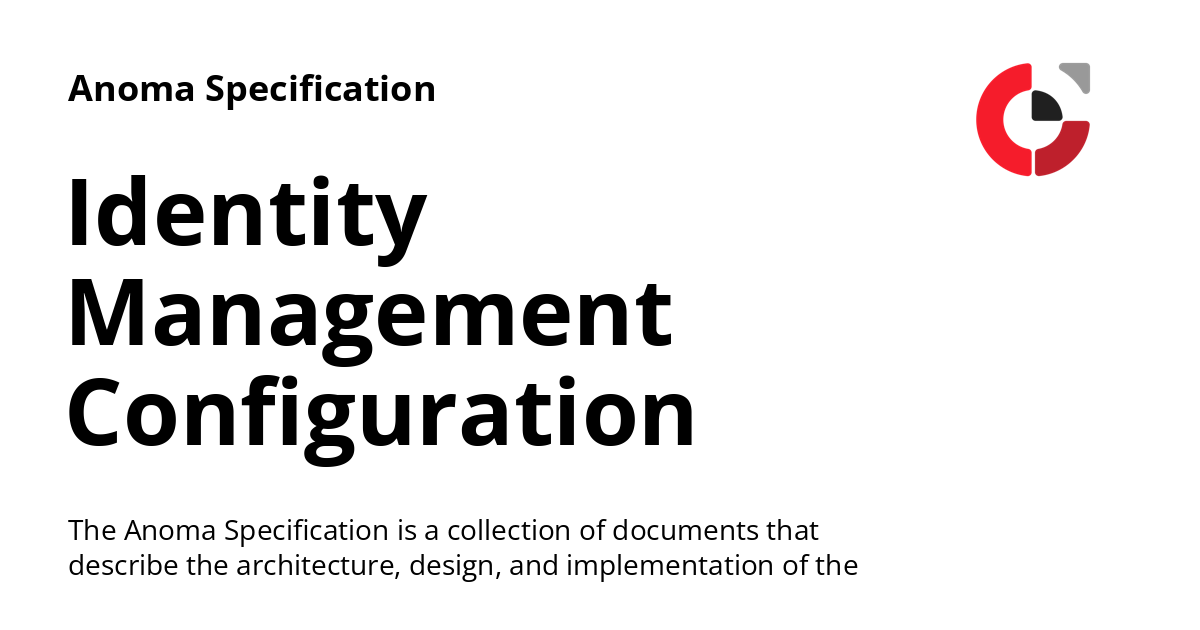 Anoma Specification
Identity
Management
Configuration
The Anoma Specification is a collection of documents that
describe the architecture, design, and implementation of the